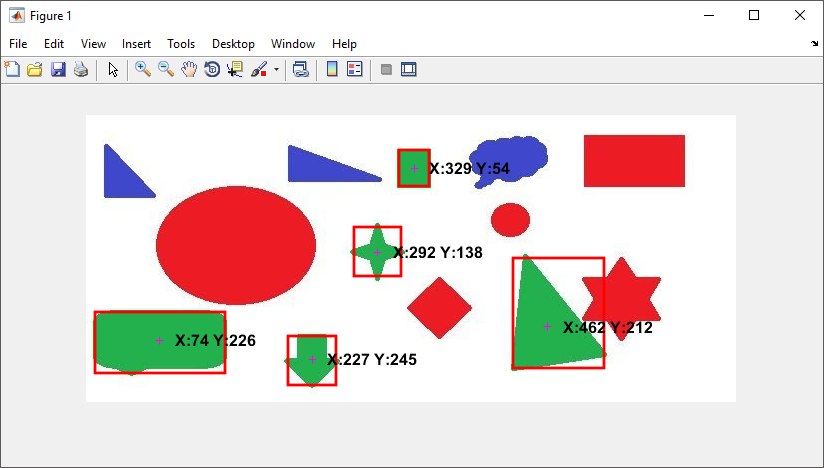 Figure 1
File Edit View Insert Tools Desktop Window Help
X:329 Y:54
X:292 Y:138
X:462 Y:212
X:74 Y:226
X:227 Y:245